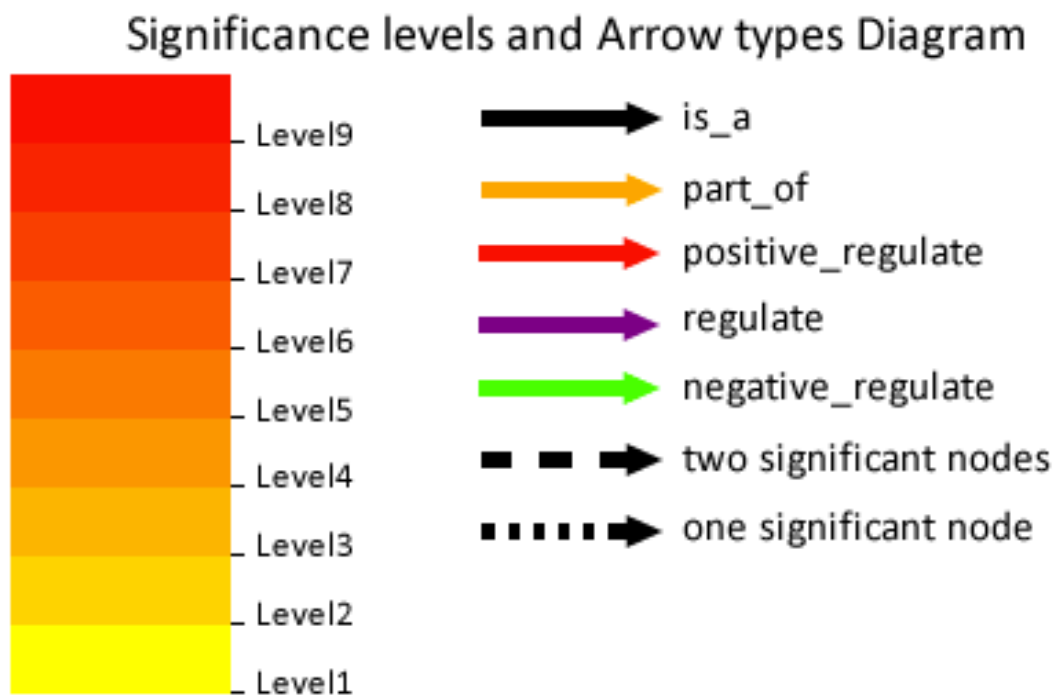 Significance levels and Arrow types Diagram
Level9
Level8
Level7
Level6
Level5
Level4
Level3
Level2
Level1
is_a
part_of
positive_regulate
regulate
negative_regulate
two significant nodes
one significant node